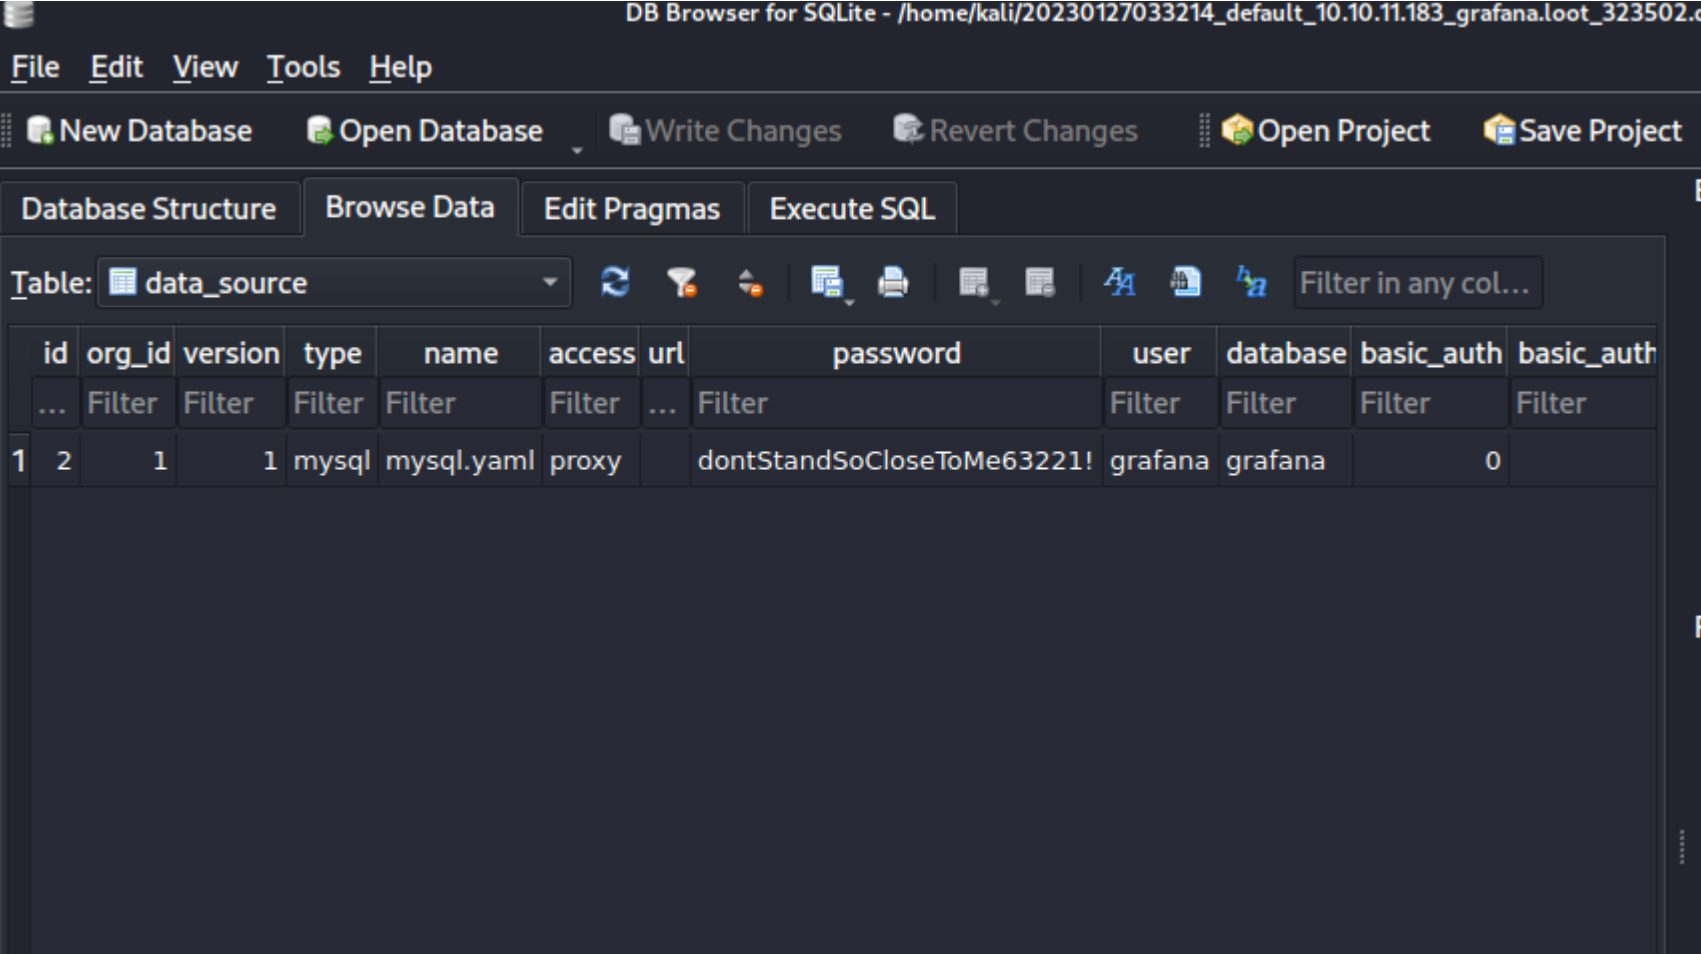 DB Browser for SQLite - /home/kali/20230127033214_default_10.10.11.183_grafana.loot_323502.
File Edit View Tools Help
New Database Open Database Write Changes Revert Changes Open Project Save Project
Database Structure Browse Data Edit Pragmas Execute SQL
Table: data_source Filter in any col...
id org_id version type name access url password user database basic_auth basic_auth
... Filter Filter Filter Filter Filter ... Filter Filter Filter Filter Filter
1 2 1 1 mysql mysql.yaml proxy dontStandSoCloseToMe63221! grafana grafana 0